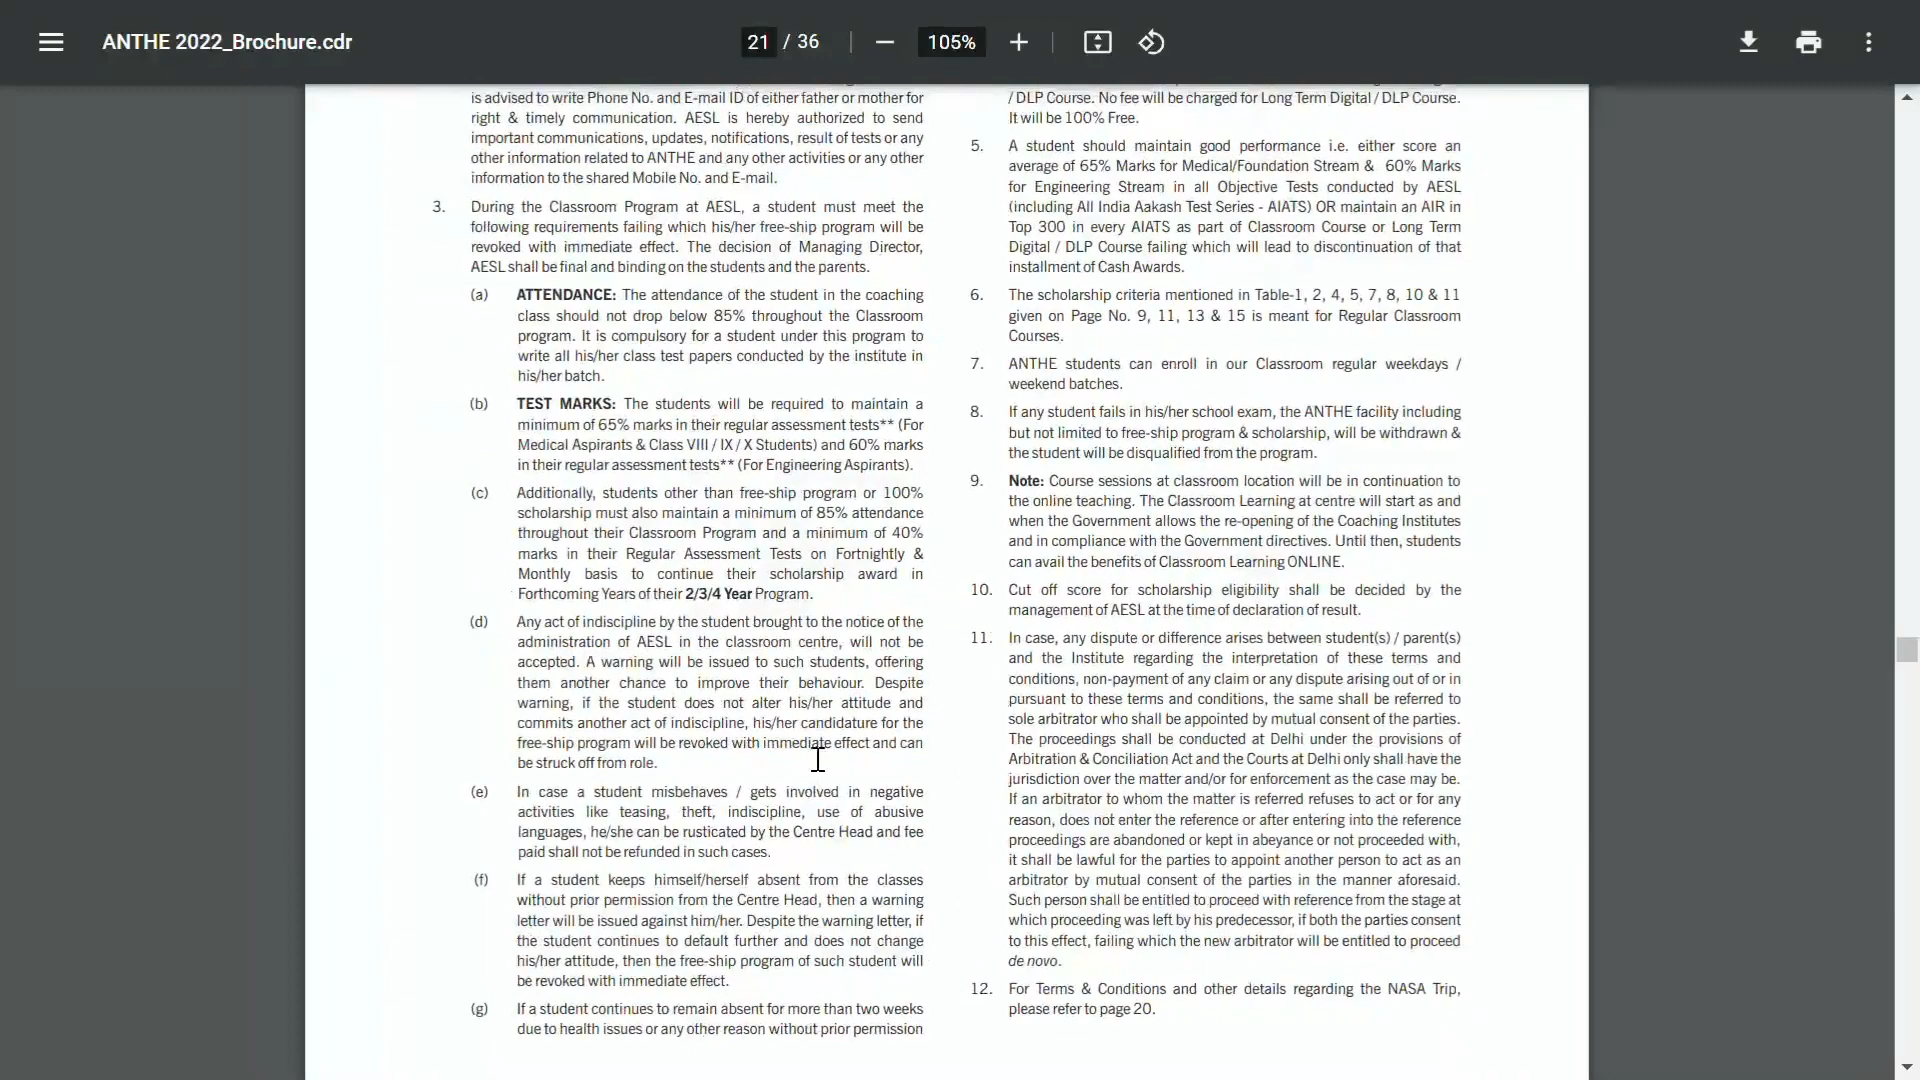 ANTHE 2022_Brochure.cdr
21 / 36
105%
is advised to write Phone No. and E-mail ID of either father or mother for
right & timely communication. AESL is hereby authorized to send
important communications, updates, notifications, result of tests or any
other information related to ANTHE and any other activities or any other
information to the shared Mobile No. and E-mail.
3. During the Classroom Program at AESL, a student must meet the
following requirements failing which his/her free-ship program will be
revoked with immediate effect. The decision of Managing Director,
AESL shall be final and binding on the students and the parents.
(a) ATTENDANCE: The attendance of the student in the coaching
class should not drop below 85% throughout the Classroom
program. It is compulsory for a student under this program to
write all his/her class test papers conducted by the institute in
his/her batch.
(b) TEST MARKS: The students will be required to maintain a
minimum of 65% marks in their regular assessment tests** (For
Medical Aspirants & Class VIII / IX / X Students) and 60% marks
in their regular assessment tests** (For Engineering Aspirants).
(c) Additionally, students other than free-ship program or 100%
scholarship must also maintain a minimum of 85% attendance
throughout their Classroom Program and a minimum of 40%
marks in their Regular Assessment Tests on Fortnightly &
Monthly basis to continue their scholarship award in
Forthcoming Years of their 2/3/4 Year Program.
(d) Any act of indiscipline by the student brought to the notice of the
administration of AESL in the classroom centre, will not be
accepted. A warning will be issued to such students, offering
them another chance to improve their behaviour. Despite
warning, if the student does not alter his/her attitude and
commits another act of indiscipline, his/her candidature for the
free-ship program will be revoked with immediate effect and can
be struck off from role.
(e) In case a student misbehaves / gets involved in negative
activities like teasing, theft, indiscipline, use of abusive
languages, he/she can be rusticated by the Centre Head and fee
paid shall not be refunded in such cases.
(f) If a student keeps himself/herself absent from the classes
without prior permission from the Centre Head, then a warning
letter will be issued against him/her. Despite the warning letter, if
the student continues to default further and does not change
his/her attitude, then the free-ship program of such student will
be revoked with immediate effect.
(g) If a student continues to remain absent for more than two weeks
due to health issues or any other reason without prior permission
/ DLP Course. No fee will be charged for Long Term Digital / DLP Course.
It will be 100% Free.
5. A student should maintain good performance i.e. either score an
average of 65% Marks for Medical/Foundation Stream & 60% Marks
for Engineering Stream in all Objective Tests conducted by AESL
(including All India Aakash Test Series - AIATS) OR maintain an AIR in
Top 300 in every AIATS as part of Classroom Course or Long Term
Digital / DLP Course failing which will lead to discontinuation of that
installment of Cash Awards.
6. The scholarship criteria mentioned in Table-1, 2, 4, 5, 7, 8, 10 & 11
given on Page No. 9, 11, 13 & 15 is meant for Regular Classroom
Courses.
7. ANTHE students can enroll in our Classroom regular weekdays /
weekend batches.
8. If any student fails in his/her school exam, the ANTHE facility including
but not limited to free-ship program & scholarship, will be withdrawn &
the student will be disqualified from the program.
9. Note: Course sessions at classroom location will be in continuation to
the online teaching. The Classroom Learning at centre will start as and
when the Government allows the re-opening of the Coaching Institutes
and in compliance with the Government directives. Until then, students
can avail the benefits of Classroom Learning ONLINE.
10. Cut off score for scholarship eligibility shall be decided by the
management of AESL at the time of declaration of result.
11. In case, any dispute or difference arises between student(s) / parent(s)
and the Institute regarding the interpretation of these terms and
conditions, non-payment of any claim or any dispute arising out of or in
pursuant to these terms and conditions, the same shall be referred to
sole arbitrator who shall be appointed by mutual consent of the parties.
The proceedings shall be conducted at Delhi under the provisions of
Arbitration & Conciliation Act and the Courts at Delhi only shall have the
jurisdiction over the matter and/or for enforcement as the case may be.
If an arbitrator to whom the matter is referred refuses to act or for any
reason, does not enter the reference or after entering into the reference
proceedings are abandoned or kept in abeyance or not proceeded with,
it shall be lawful for the parties to appoint another person to act as an
arbitrator by mutual consent of the parties in the manner aforesaid.
Such person shall be entitled to proceed with reference from the stage at
which proceeding was left by his predecessor, if both the parties consent
to this effect, failing which the new arbitrator will be entitled to proceed
de novo.
12. For Terms & Conditions and other details regarding the NASA Trip,
please refer to page 20.